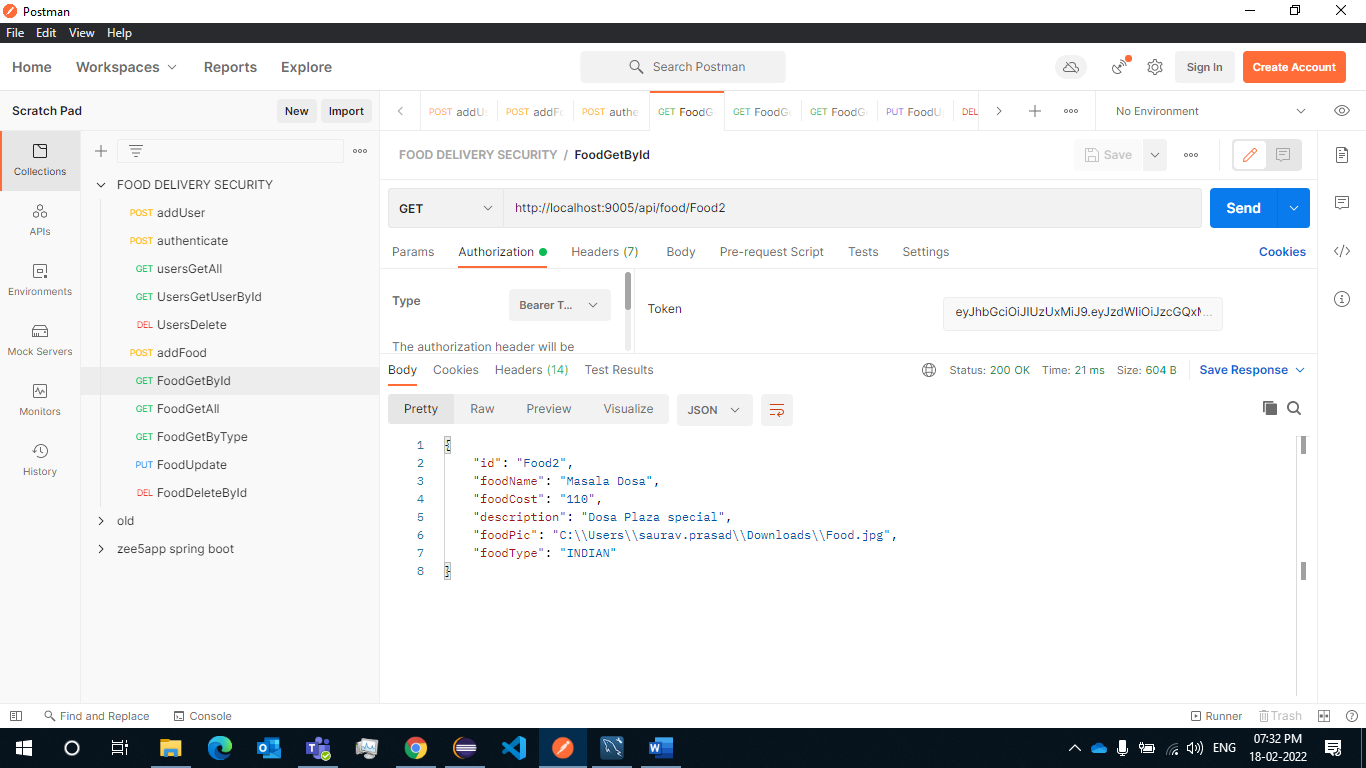 Postman
File Edit View Help
Home Workspaces Reports Explore Search Postman Sign In Create Account
Scratch Pad New Import
POST addU POST addF POST authe GET FoodG GET FoodG GET FoodG PUT FoodU DEL No Environment
FOOD DELIVERY SECURITY / FoodGetById Save
GET http://localhost:9005/api/food/Food2 Send
Params Authorization Headers (7) Body Pre-request Script Tests Settings Cookies
Type Bearer T... Token
The authorization header will be
Body Cookies Headers (14) Test Results Status: 200 OK Time: 21 ms Size: 604 B Save Response
Pretty Raw Preview Visualize JSON
1 {
2 "id": "Food2",
3 "foodName": "Masala Dosa",
4 "foodCost": "110",
5 "description": "Dosa Plaza special",
6 "foodPic": "C:\\Users\\saurav.prasad\\Downloads\\Food.jpg",
7 "foodType": "INDIAN"
8 }
Collections
APIs
Environments
Mock Servers
Monitors
History
FOOD DELIVERY SECURITY
POST addUser
POST authenticate
GET usersGetAll
GET UsersGetUserById
DEL UsersDelete
POST addFood
GET FoodGetById
GET FoodGetAll
GET FoodGetByType
PUT FoodUpdate
DEL FoodDeleteById
old
zee5app spring boot
Find and Replace Console Runner Trash
ENG 07:32 PM
18-02-2022